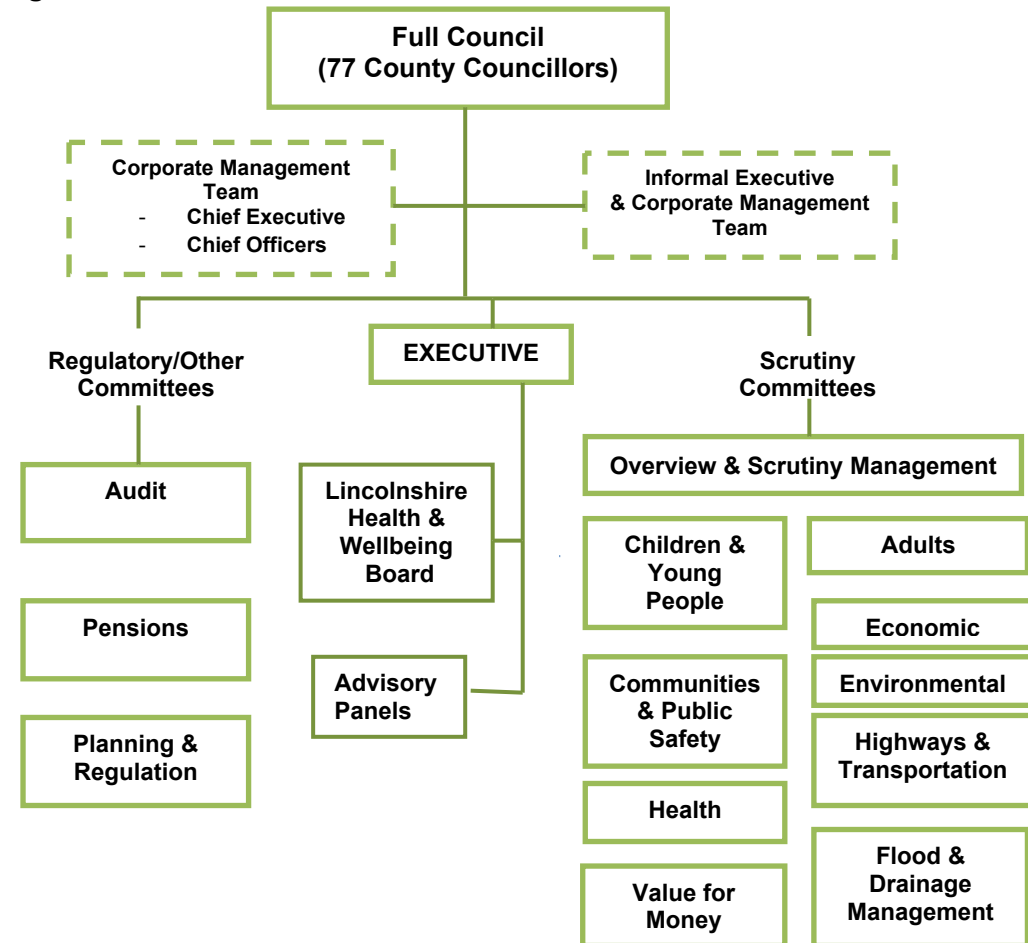 Full Council
(77 County Councillors)
Corporate Management
Team
- Chief Executive
- Chief Officers
Informal Executive
& Corporate Management
Team
Regulatory/Other
Committees
EXECUTIVE
Scrutiny
Committees
Audit
Pensions
Planning &
Regulation
Lincolnshire
Health &
Wellbeing
Board
Advisory
Panels
Overview & Scrutiny Management
Children &
Young
People
Adults
Economic
Communities
& Public
Safety
Environmental
Highways &
Transportation
Health
Flood &
Drainage
Management
Value for
Money